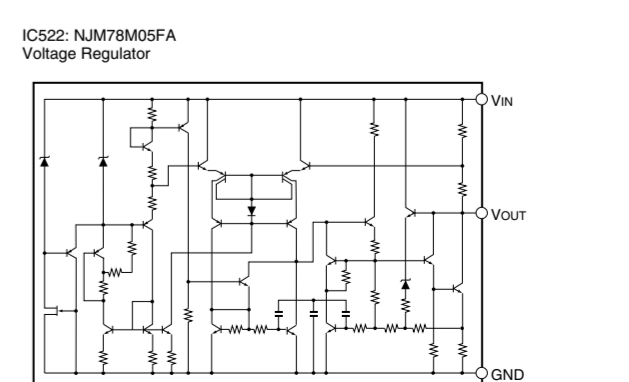 IC522: NJM78M05FA
Voltage Regulator
VIN
VOUT
GND